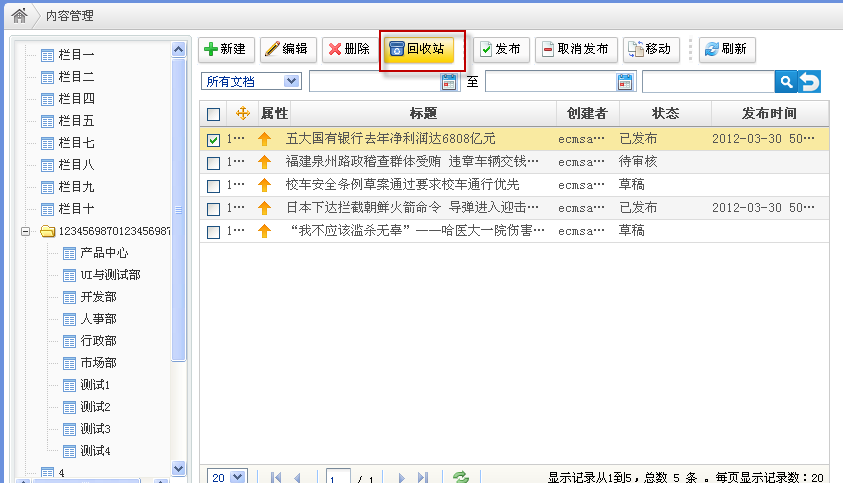 内容管理
栏目一
栏目二
栏目四
栏目五
栏目七
栏目八
栏目九
栏目十
12345698701234569​87
产品中心
UI与测试部
开发部
人事部
行政部
市场部
测试1
测试2
测试3
测试4
4
新建 编辑 删除 回收站 发布 取消发布 移动 刷新
所有文档 至
属性 标题 创建者 状态 发布时间
1… 五大国有银行去年净利润达6808亿元 ecmsa… 已发布 2012-03-30 50…
1… 福建泉州路政稽查群体受贿 违章车辆交钱… ecmsa… 待审核
1… 校车安全条例草案通过要求校车通行优先 ecmsa… 草稿
1… 日本下达拦截朝鲜火箭命令 导弹进入迎击… ecmsa… 已发布 2012-03-30 50…
1… “我不应该滥杀无辜”——哈医大一院伤害… ecmsa… 草稿
20 1 / 1 显示记录从1到5，总数 5 条 。每页显示记录数：20